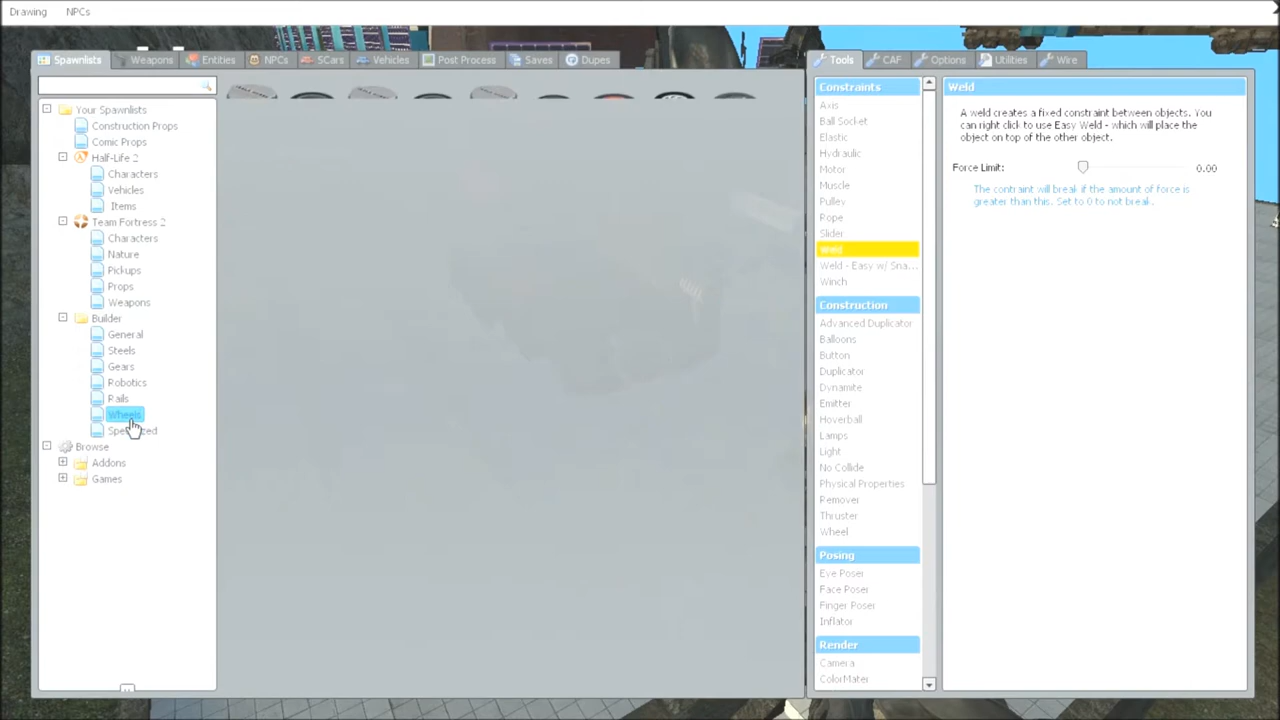 Drawing NPCs
Spawnlists Weapons Entities NPCs SCars Vehicles Post Process Saves Dupes
Your Spawnlists
Construction Props
Comic Props
Half-Life 2
Characters
Vehicles
Items
Team Fortress 2
Characters
Nature
Pickups
Props
Weapons
Builder
General
Steels
Gears
Robotics
Rails
Wheels
Browse
Addons
Games
Tools CAF Options Utilities Wire
Constraints
Axis
Ball Socket
Elastic
Hydraulic
Motor
Muscle
Pulley
Rope
Slider
Weld
Weld - Easy w/ Sna...
Winch
Construction
Advanced Duplicator
Balloons
Button
Duplicator
Dynamite
Emitter
Hoverball
Lamps
Light
No Collide
Physical Properties
Remover
Thruster
Wheel
Posing
Eye Poser
Face Poser
Finger Poser
Inflator
Render
Camera
ColorMater
Weld
A weld creates a fixed constraint between objects. You
can right click to use Easy Weld - which will place the
object on top of the other object.
Force Limit: 0.00
The contraint will break if the amount of force is
greater than this. Set to 0 to not break.